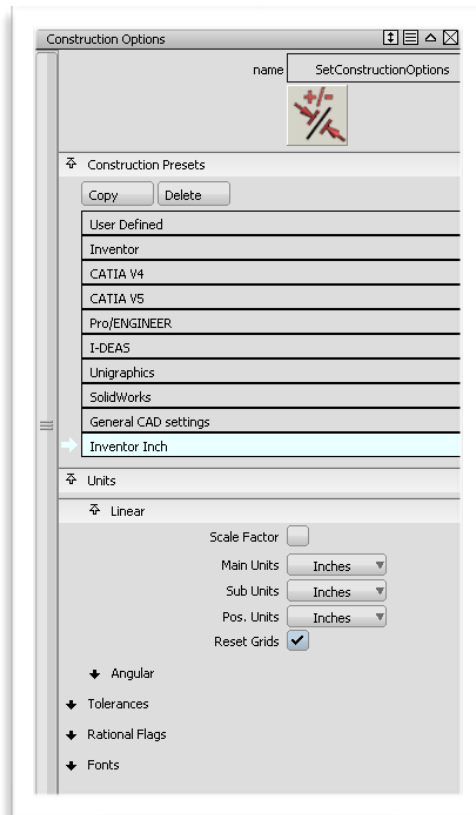 Construction Options
name SetConstructionOptions
+/-
Construction Presets
Copy Delete
User Defined
Inventor
CATIA V4
CATIA V5
Pro/ENGINEER
I-DEAS
Unigraphics
SolidWorks
General CAD settings
Inventor Inch
Units
Linear
Scale Factor
Main Units Inches
Sub Units Inches
Pos. Units Inches
Reset Grids
Angular
Tolerances
Rational Flags
Fonts